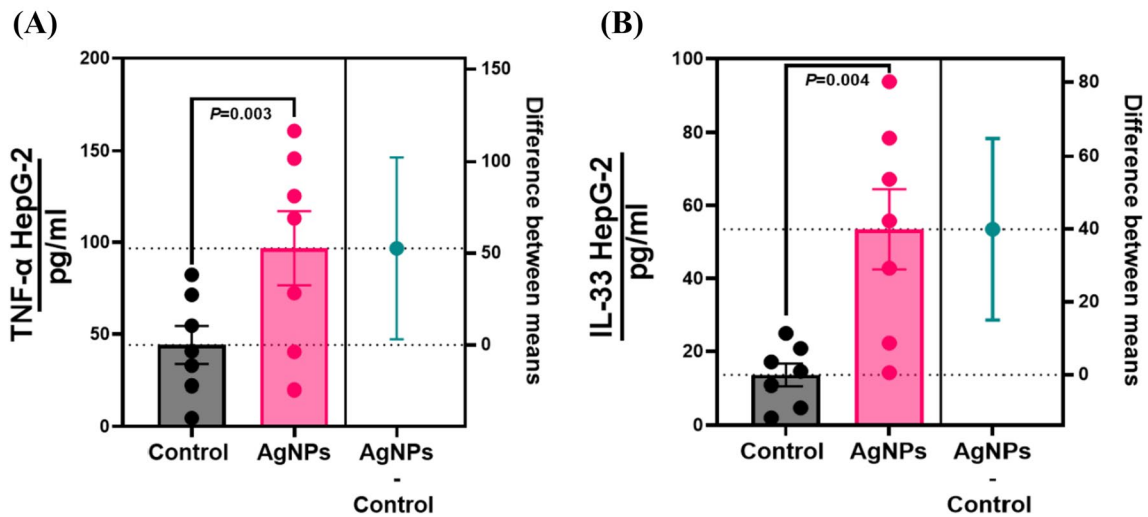 (A)
TNF-α HepG-2
pg/ml
200
150
100
50
0
P=0.003
150
100
50
0
Difference between means
Control
AgNPs
AgNPs
-
Control
(B)
IL-33 HepG-2
pg/ml
100
80
60
40
20
0
P=0.004
80
60
40
20
0
Difference between means
Control
AgNPs
AgNPs
-
Control